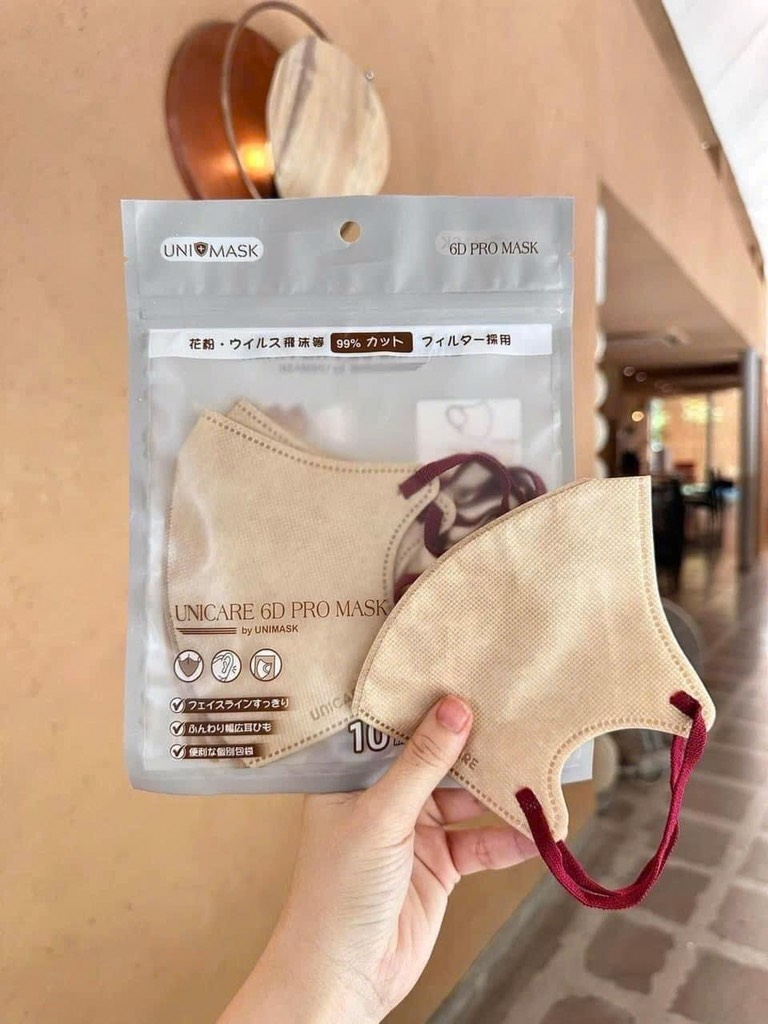 UNI MASK
6D PRO MASK
花粉・ウイルス飛沫等 99% カット フィルター採用
UNICARE 6D PRO MASK
by UNIMASK
フェイスラインすっきり
ふんわり幅広耳ひも
便利な個別包袋
10